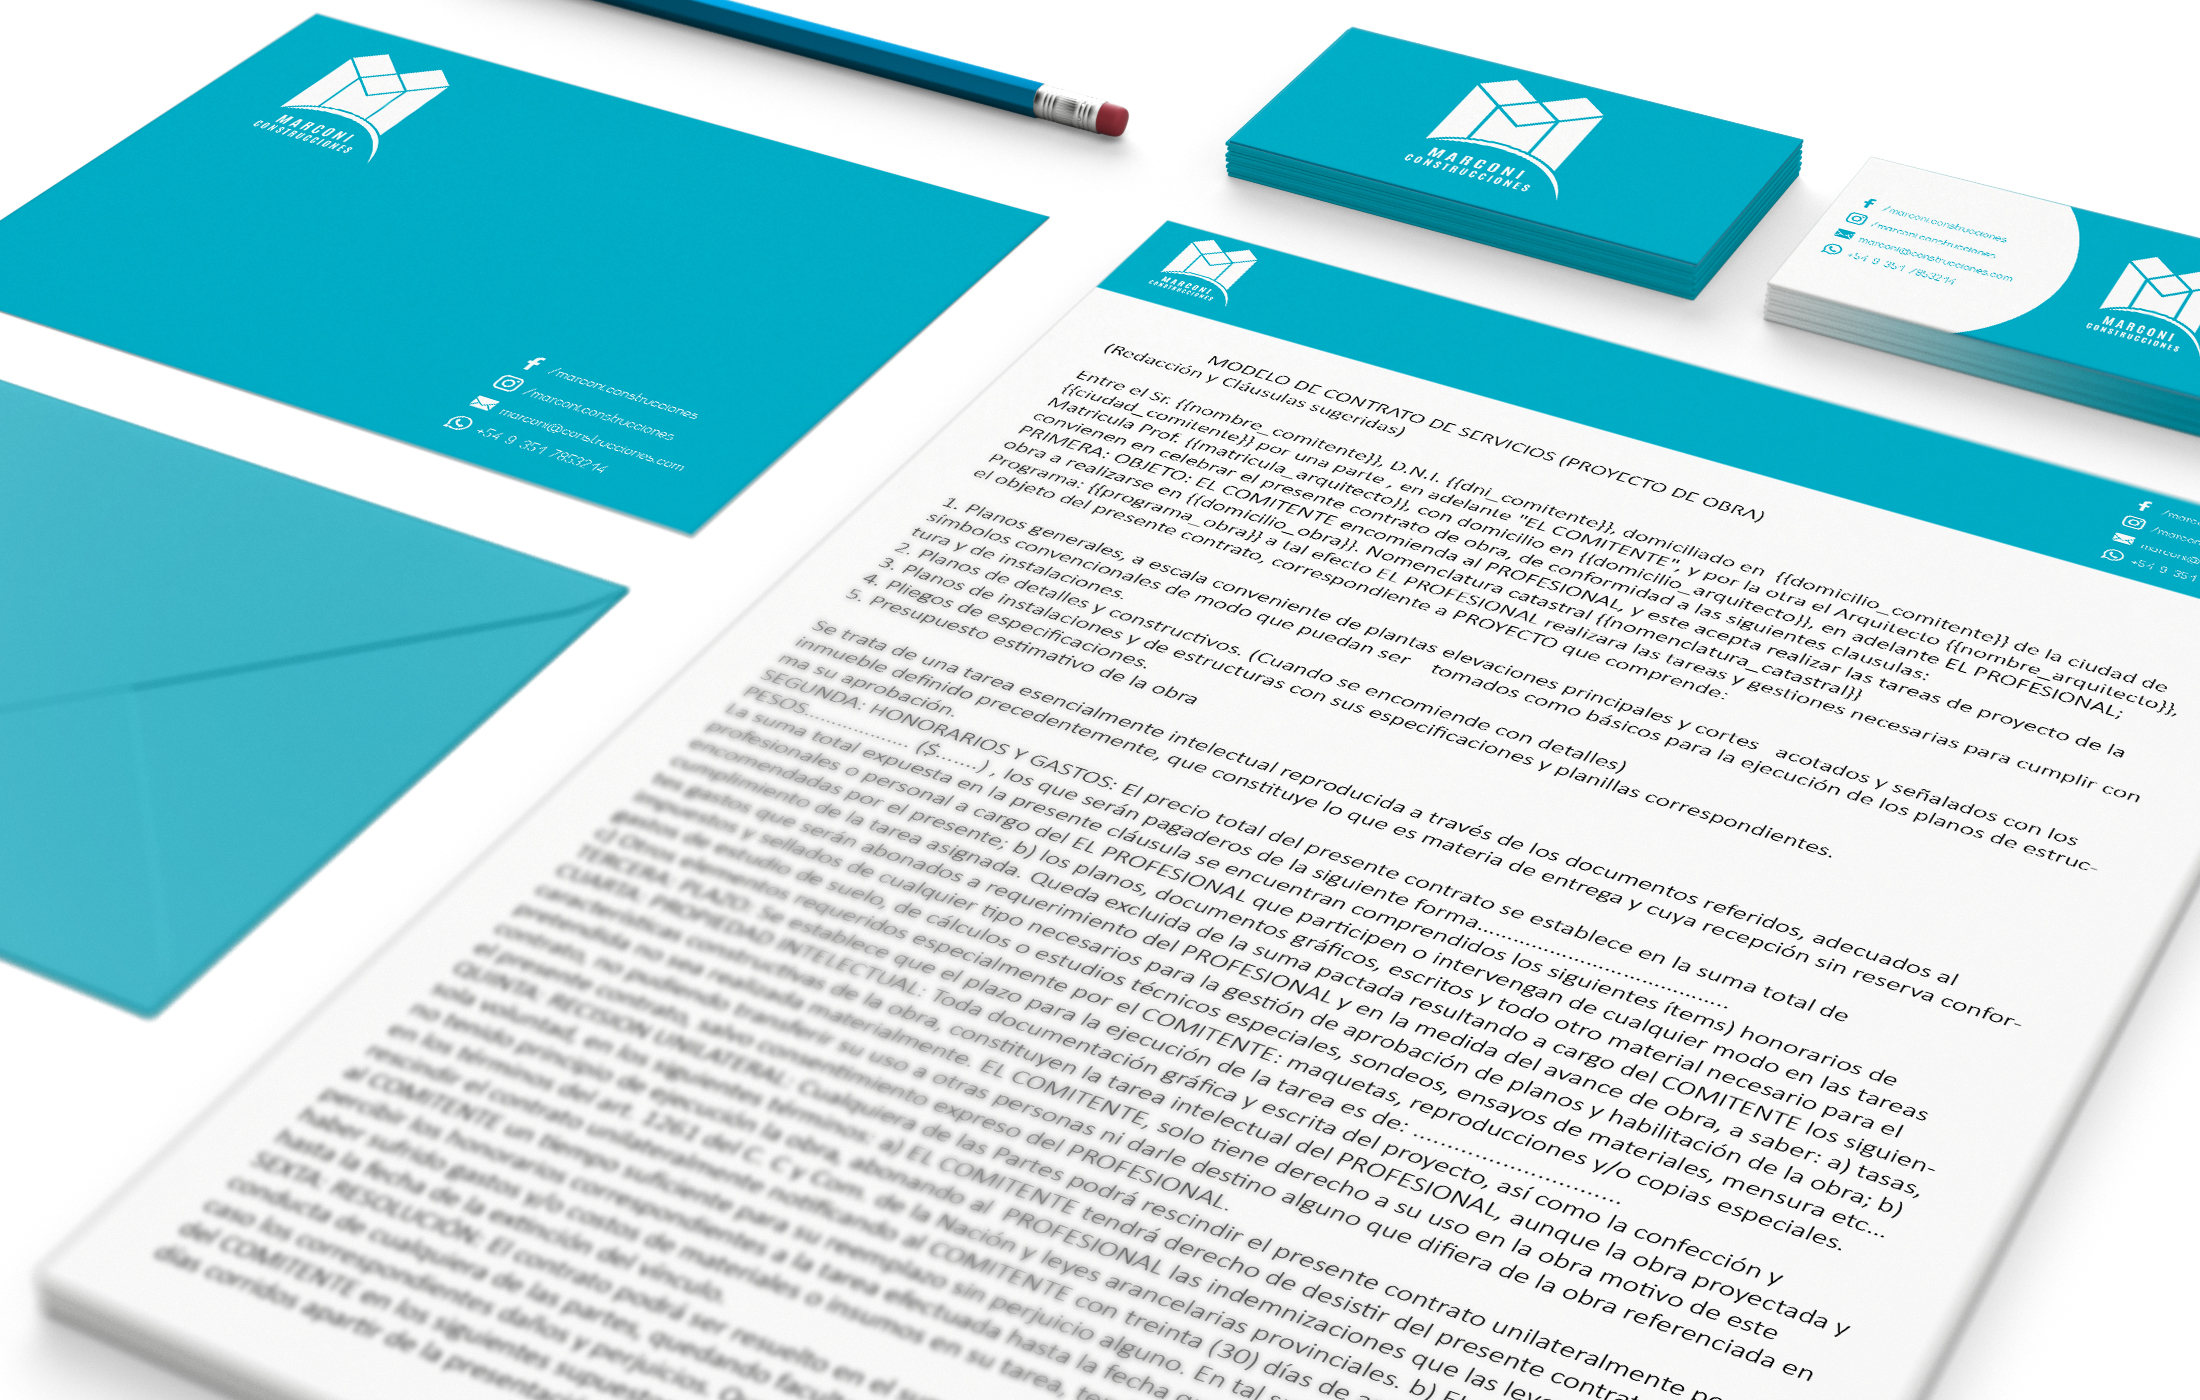 MARCONI
CONSTRUCCIONES
/marconi.construcciones
/marconi.construcciones
marconi@construcciones.com
+54 9 351 7853214
MARCONI
CONSTRUCCIONES
/marconi.construcciones
/marconi.construcciones
marconi@construcciones.com
+54 9 351 7853214
MARCONI
CONSTRUCCIONES
MARCONI
CONSTRUCCIONES
/marconi
/marconi
marconi@
+54 9 351
MODELO DE CONTRATO DE SERVICIOS (PROYECTO DE OBRA)
(Redacción y Cláusulas sugeridas)
Entre el Sr. {{nombre_comitente}}, D.N.I. {{dni_comitente}}, domiciliado en {{domicilio_comitente}} de la ciudad de
{{ciudad_comitente}} por una parte , en adelante "EL COMITENTE", y por la otra el Arquitecto {{nombre_arquitecto}},
Matricula Prof. {{matricula_arquitecto}}, con domicilio en {{domicilio_arquitecto}}, en adelante EL PROFESIONAL;
convienen en celebrar el presente contrato de obra, de conformidad a las siguientes clausulas:
PRIMERA: OBJETO: EL COMITENTE encomienda al PROFESIONAL, y este acepta realizar las tareas de proyecto de la
obra a realizarse en {{domicilio_obra}}. Nomenclatura catastral {{nomenclatura_catastral}}
Programa: {{programa_obra}} a tal efecto EL PROFESIONAL realizara las tareas y gestiones necesarias para cumplir con
el objeto del presente contrato, correspondiente a PROYECTO que comprende:
1. Planos generales, a escala conveniente de plantas elevaciones principales y cortes acotados y señalados con los
símbolos convencionales de modo que puedan ser tomados como básicos para la ejecución de los planos de estruc-
tura y de instalaciones.
2. Planos de detalles y constructivos. (Cuando se encomiende con detalles)
3. Planos de instalaciones y de estructuras con sus especificaciones y planillas correspondientes.
4. Pliegos de especificaciones.
5. Presupuesto estimativo de la obra
Se trata de una tarea esencialmente intelectual reproducida a través de los documentos referidos, adecuados al
inmueble definido precedentemente, que constituye lo que es materia de entrega y cuya recepción sin reserva confor-
ma su aprobación.
SEGUNDA: HONORARIOS Y GASTOS: El precio total del presente contrato se establece en la suma total de
PESOS................ ($.......) , los que serán pagaderos de la siguiente forma.......................................
La suma total expuesta en la presente cláusula se encuentran comprendidos los siguientes ítems) honorarios de
profesionales o personal a cargo del EL PROFESIONAL que participen o intervengan de cualquier modo en las tareas
encomendadas por el presente; b) los planos, documentos gráficos, escritos y todo otro material necesario para el
cumplimiento de la tarea asignada. Queda excluida de la suma pactada resultando a cargo del COMITENTE los siguien-
tes gastos que serán abonados a requerimiento del PROFESIONAL y en la medida del avance de obra, a saber: a) tasas,
impuestos y sellados de cualquier tipo necesarios para la gestión de aprobación de planos y habilitación de la obra; b)
gastos de estudio de suelo, de cálculos o estudios técnicos especiales, sondeos, ensayos de materiales, mensura etc...
c) Otros elementos requeridos especialmente por el COMITENTE: maquetas, reproducciones y/o copias especiales.
TERCERA: PLAZO: Se establece que el plazo para la ejecución de la tarea es de: ................................
CUARTA: PROPIEDAD INTELECTUAL: Toda documentación gráfica y escrita del proyecto, así como la confección y
características constructivas de la obra, constituyen la tarea intelectual del PROFESIONAL, aunque la obra proyectada y
pretendida no sea realizada materialmente. EL COMITENTE, solo tiene derecho a su uso en la obra motivo de este
contrato, no pudiendo transferir su uso a otras personas ni darle destino alguno que difiera de la obra referenciada en
el presente contrato, salvo consentimiento expreso del PROFESIONAL.
QUINTA: RECISION UNILATERAL: Cualquiera de las Partes podrá rescindir el presente contrato unilateralmente
sola voluntad, en los siguientes términos: a) EL COMITENTE tendrá derecho de desistir del presente
no tenido principio de ejecución la obra, abonando al PROFESIONAL las indemnizaciones que las
en los términos del art. 1261 del C. C y Com. de la Nación y leyes arancelarias provinciales. b)
rescindir el contrato unilateralmente notificando al COMITENTE con treinta (30) días de
al COMITENTE un tiempo suficiente para su reemplazo sin perjuicio alguno. En tal
percibir los honorarios correspondientes a la tarea efectuada hasta la fecha
haber sufrido gastos y/o costos de materiales o insumos en su tarea,
hasta la fecha de la extinción del vínculo.
SEXTA: RESOLUCIÓN: El contrato podrá ser resuelto en el
conducta de cualquiera de las partes, quedando
caso los correspondientes daños y perjuicios.
del COMITENTE en los siguientes
días corridos apartir de la